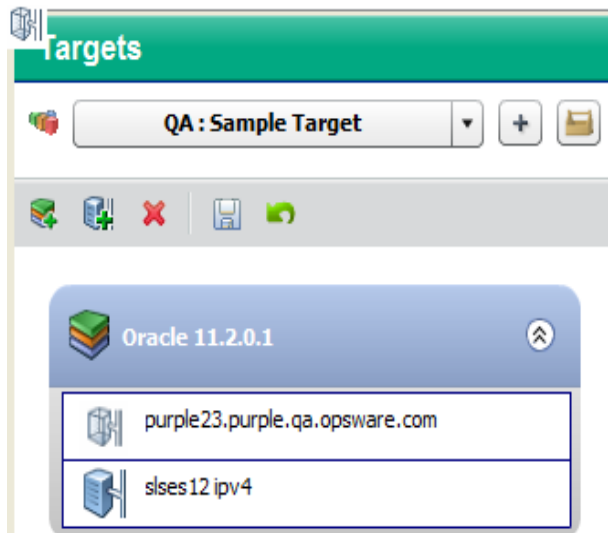 Targets
QA : Sample Target
Oracle 11.2.0.1
purple23.purple.qa.opsware.com
slses12 ipv4